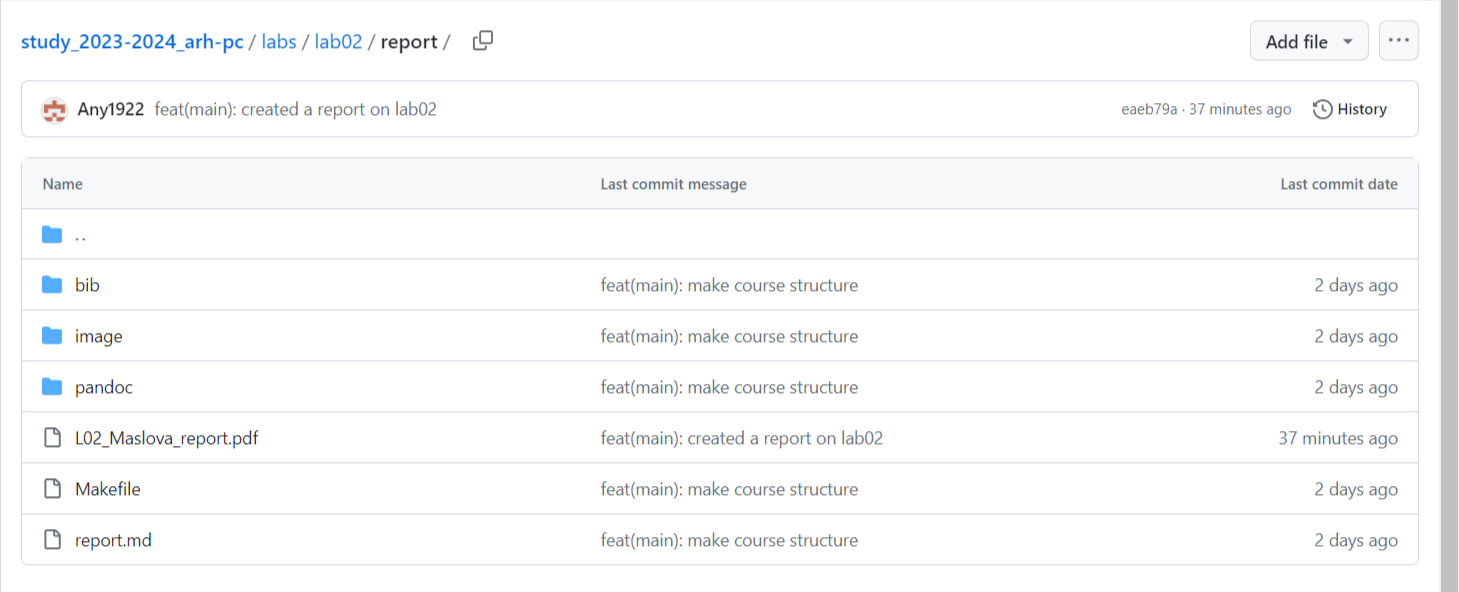 study_2023-2024_arh-pc / labs / lab02 / report / Add file ...
Any1922 feat(main): created a report on lab02 eaeb79a · 37 minutes ago History
Name Last commit message Last commit date
..
bib feat(main): make course structure 2 days ago
image feat(main): make course structure 2 days ago
pandoc feat(main): make course structure 2 days ago
L02_Maslova_report.pdf feat(main): created a report on lab02 37 minutes ago
Makefile feat(main): make course structure 2 days ago
report.md feat(main): make course structure 2 days ago